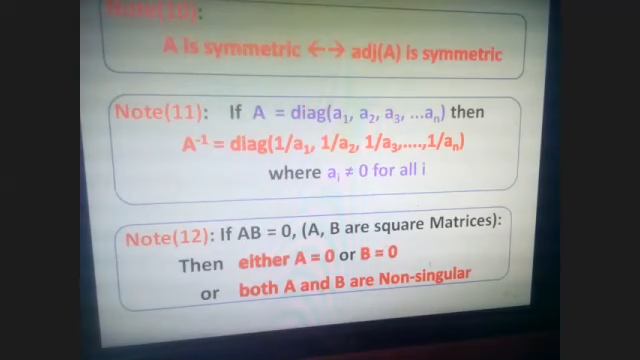 Note(10):
A is symmetric ←→ adj(A) is symmetric
Note(11): If A = diag(a₁, a₂, a₃, ...aₙ) then
A⁻¹ = diag(1/a₁, 1/a₂, 1/a₃,....,1/aₙ)
where aᵢ ≠ 0 for all i
Note(12): If AB = 0, (A, B are square Matrices):
Then either A = 0 or B = 0
or both A and B are Non-singular